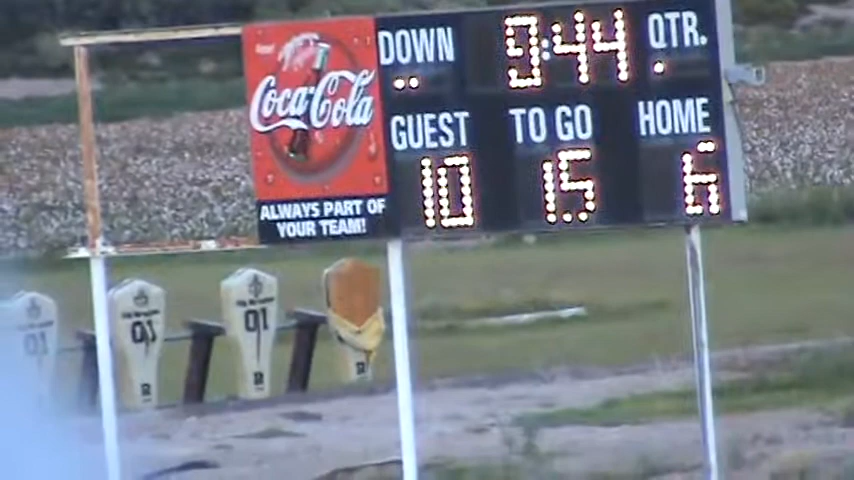 DOWN 9:44 QTR.
Coca-Cola
GUEST TO GO HOME
10 15 6
ALWAYS PART OF
YOUR TEAM!
01 01 01